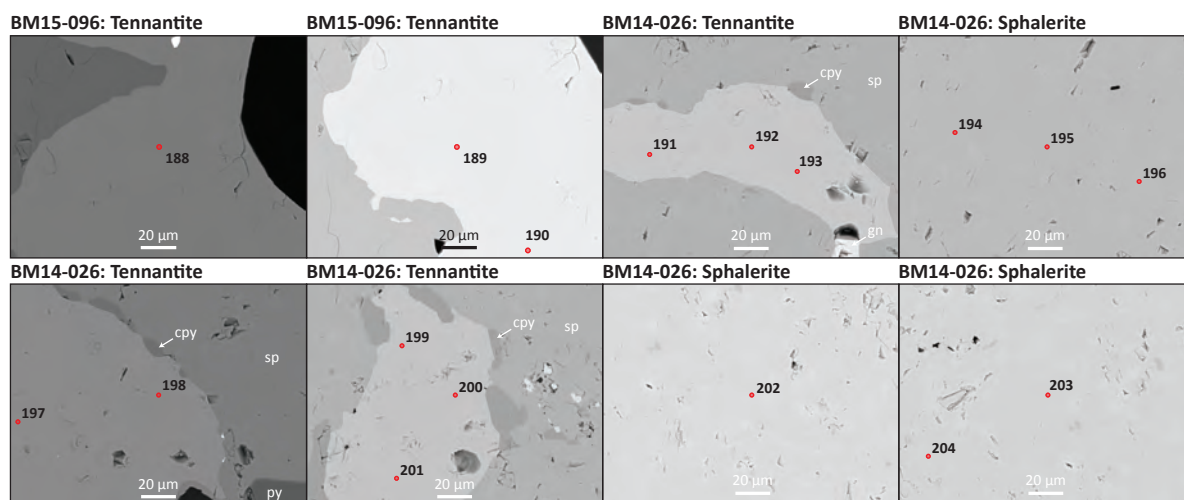 BM15-096: Tennantite
BM15-096: Tennantite
BM14-026: Tennantite
BM14-026: Sphalerite
188
20 µm
189
190
20 µm
cpy
sp
191
192
193
gn
20 µm
194
195
196
20 µm
BM14-026: Tennantite
BM14-026: Tennantite
BM14-026: Sphalerite
BM14-026: Sphalerite
cpy
sp
198
197
py
20 µm
199
cpy
sp
200
201
20 µm
202
20 µm
203
204
20 µm